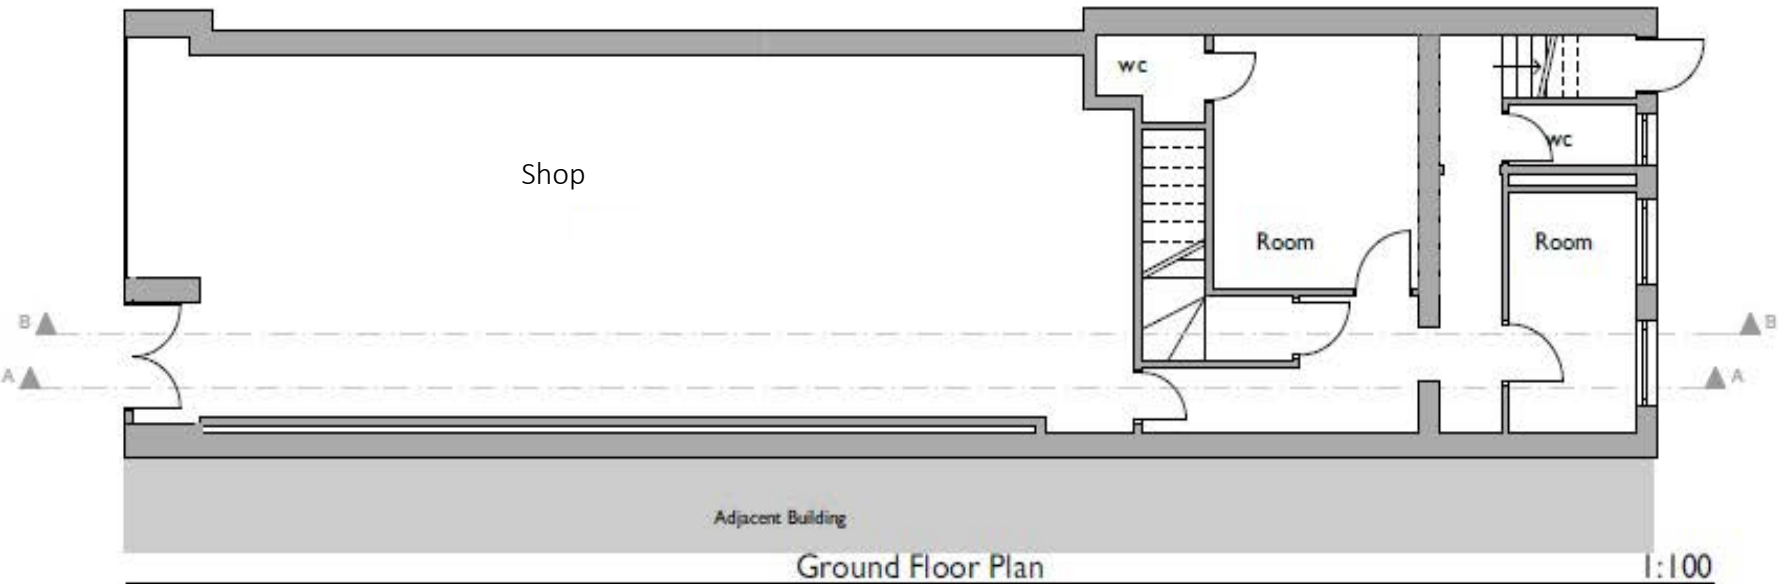 wc
wc
Shop
Room
Room
B
B
A
A
Adjacent Building
Ground Floor Plan
1:100